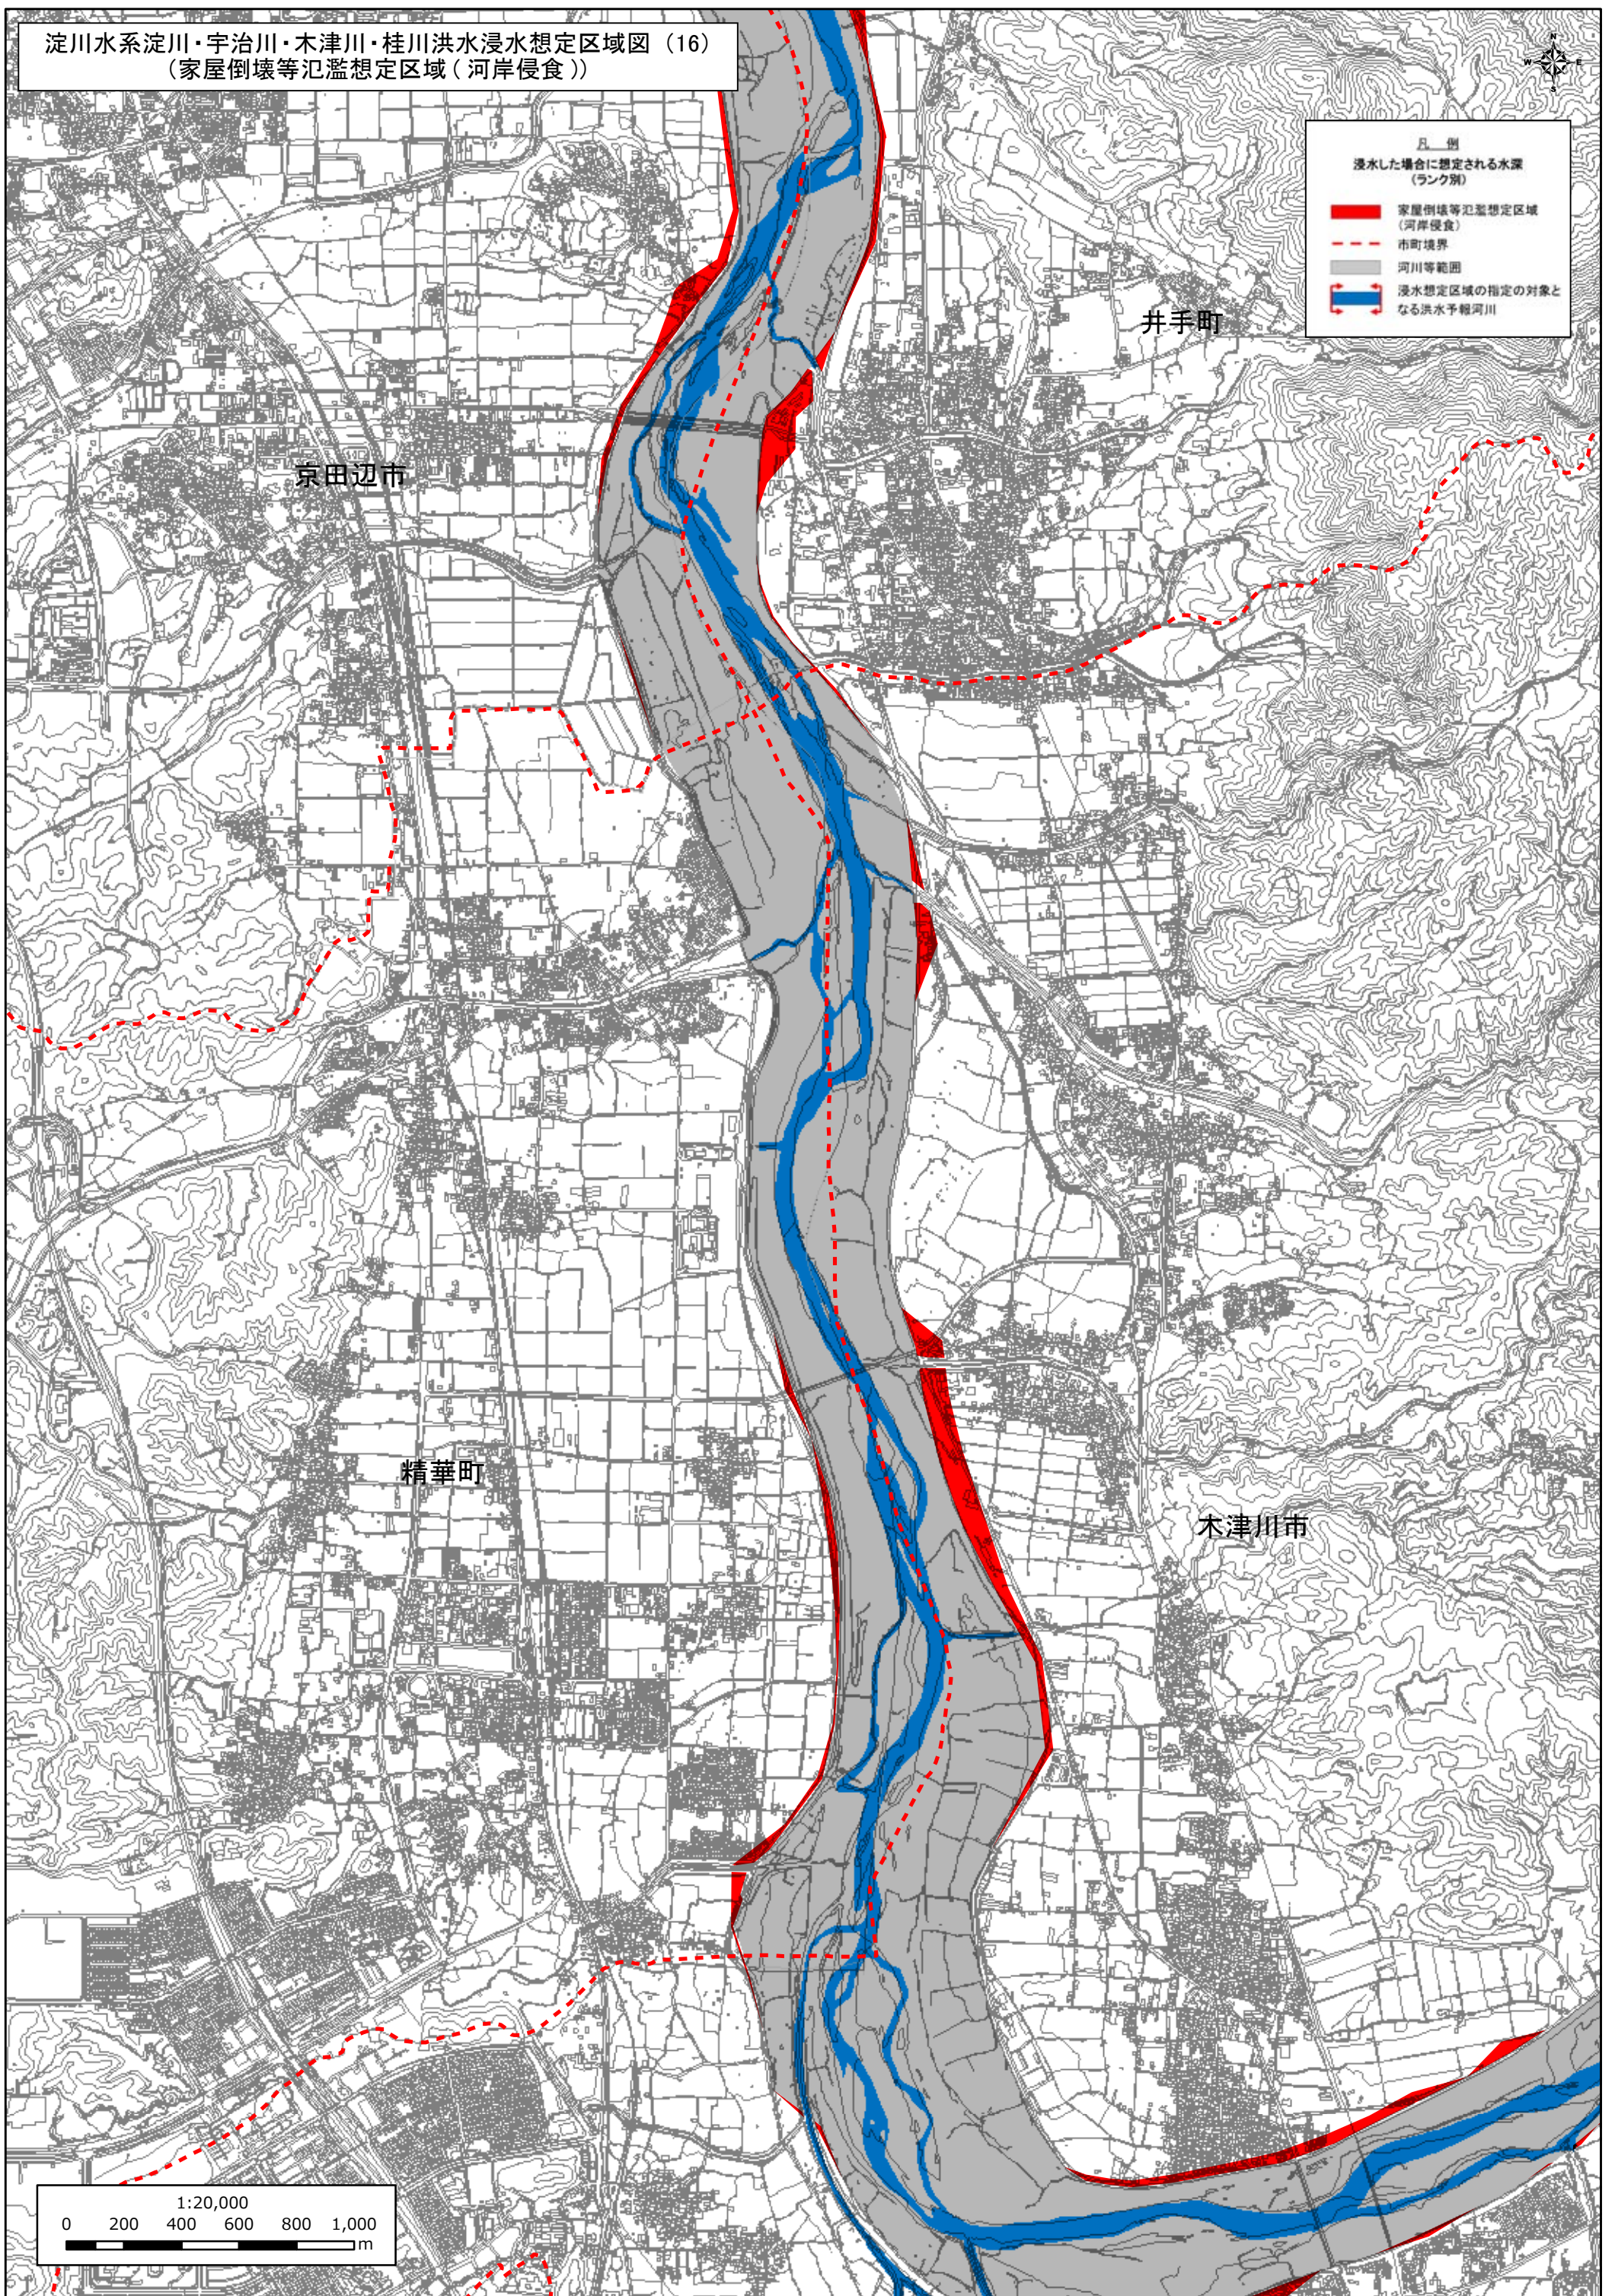 淀川水系淀川・宇治川・木津川・桂川洪水浸水想定区域図（16）
（家屋倒壊等氾濫想定区域（河岸侵食））
N
W
E
S
凡 例
浸水した場合に想定される水深
（ランク別）
家屋倒壊等氾濫想定区域
（河岸侵食）
市町境界
河川等範囲
浸水想定区域の指定の対象と
なる洪水予報河川
井手町
京田辺市
精華町
木津川市
1:20,000
0 200 400 600 800 1,000
m